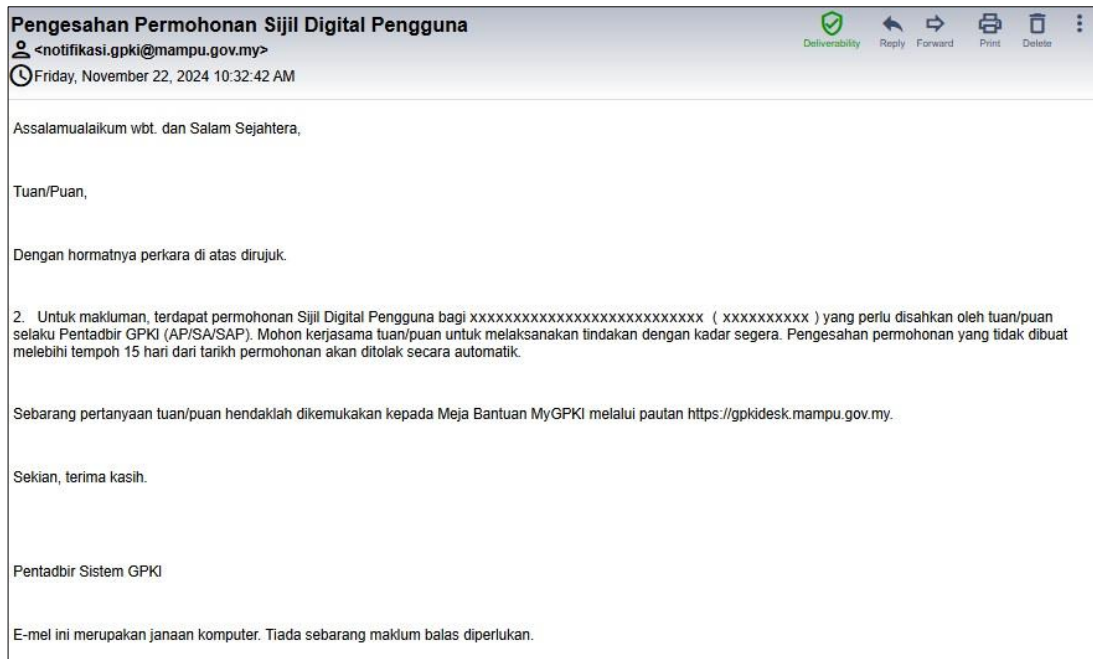 Pengesahan Permohonan Sijil Digital Pengguna
<notifikasi.gpki@mampu.gov.my>
Friday, November 22, 2024 10:32:42 AM
Deliverability Reply Forward Print Delete
Assalamualaikum wbt. dan Salam Sejahtera,
Tuan/Puan,
Dengan hormatnya perkara di atas dirujuk.
2. Untuk makluman, terdapat permohonan Sijil Digital Pengguna bagi xxxxxxxxxxxxxxxxxxxxxxxxxxx ( xxxxxxxxxx ) yang perlu disahkan oleh tuan/puan
selaku Pentadbir GPKI (AP/SA/SAP). Mohon kerjasama tuan/puan untuk melaksanakan tindakan dengan kadar segera. Pengesahan permohonan yang tidak dibuat
melebihi tempoh 15 hari dari tarikh permohonan akan ditolak secara automatik.
Sebarang pertanyaan tuan/puan hendaklah dikemukakan kepada Meja Bantuan MyGPKI melalui pautan https://gpkidesk.mampu.gov.my.
Sekian, terima kasih.
Pentadbir Sistem GPKI
E-mel ini merupakan janaan komputer. Tiada sebarang maklum balas diperlukan.